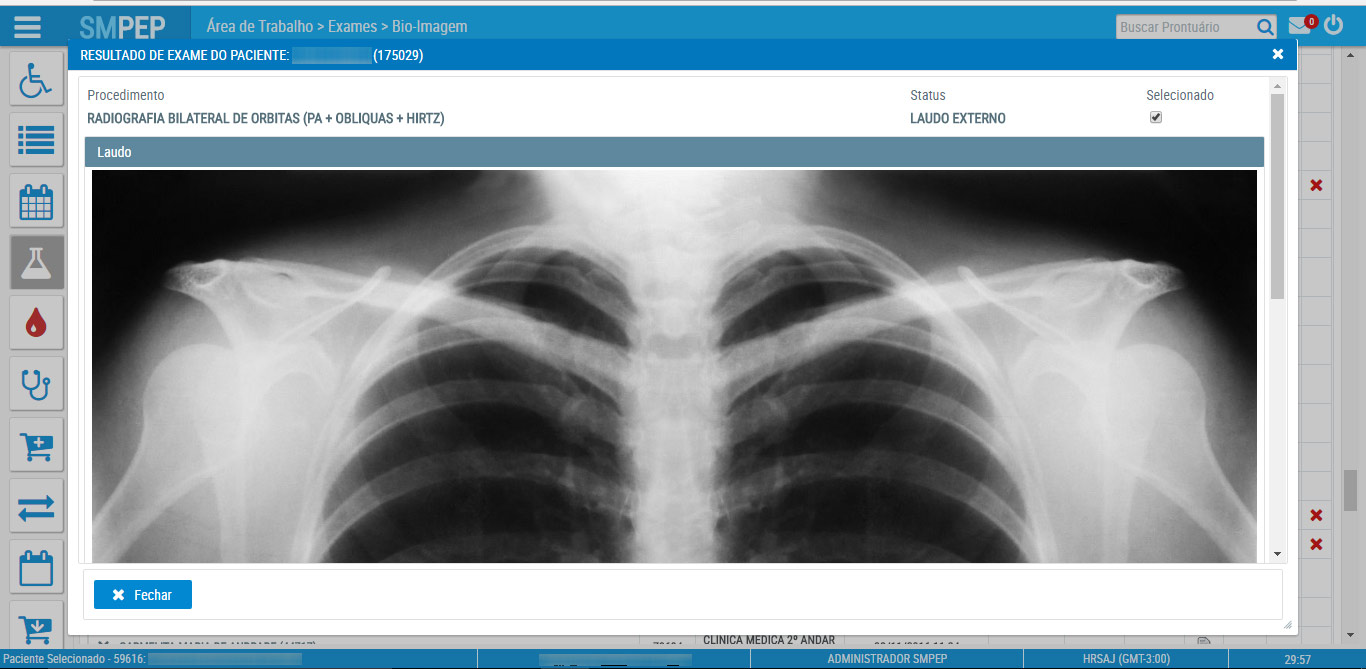 SMPEP
Área de Trabalho > Exames > Bio-Imagem
Buscar Prontuário
0
RESULTADO DE EXAME DO PACIENTE: (175029)
Procedimento Status Selecionado
RADIOGRAFIA BILATERAL DE ORBITAS (PA + OBLIQUAS + HIRTZ) LAUDO EXTERNO
Laudo
Fechar
CLINICA MEDICA 2º ANDAR
Paciente Selecionado - 59616: ADMINISTRADOR SMPEP HRSAJ (GMT-3:00) 29:57